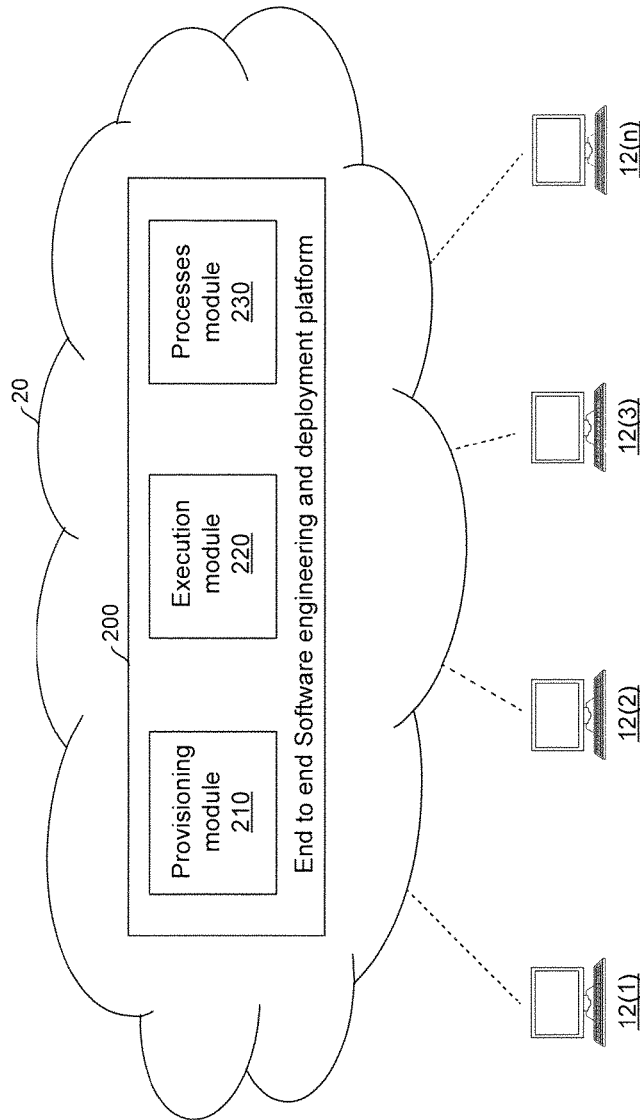 20
200
Provisioning
module
210
Execution
module
220
Processes
module
230
End to end Software engineering and deployment platform
12(1)
12(2)
12(3)
12(n)